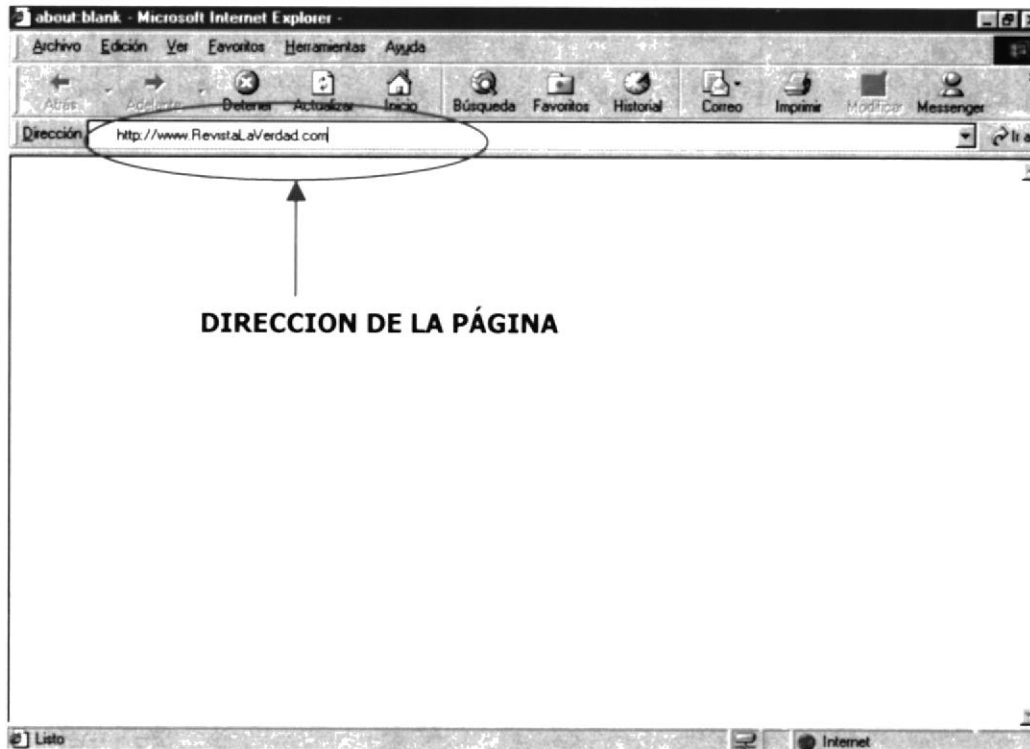 about:blank - Microsoft Internet Explorer -
Archivo Edición Ver Favoritos Herramientas Ayuda
Atrás Adelante Detener Actualizar Inicio Búsqueda Favoritos Historial Correo Imprimir Modificar Messenger
Dirección http://www.RevistaLaVerdad.com Ir a
DIRECCION DE LA PÁGINA
Listo Internet